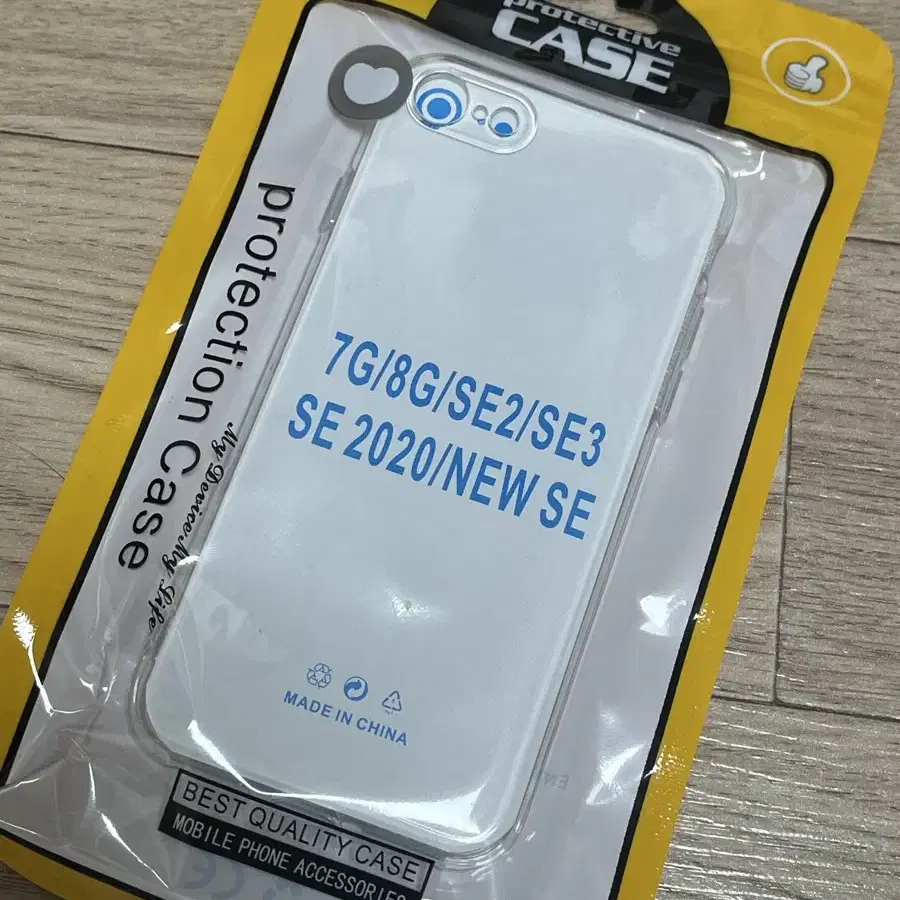 protective
CASE
protection Case
My Device My Life
7G/8G/SE2/SE3
SE 2020/NEW SE
MADE IN CHINA
BEST QUALITY CASE
MOBILE PHONE ACCESSORIES